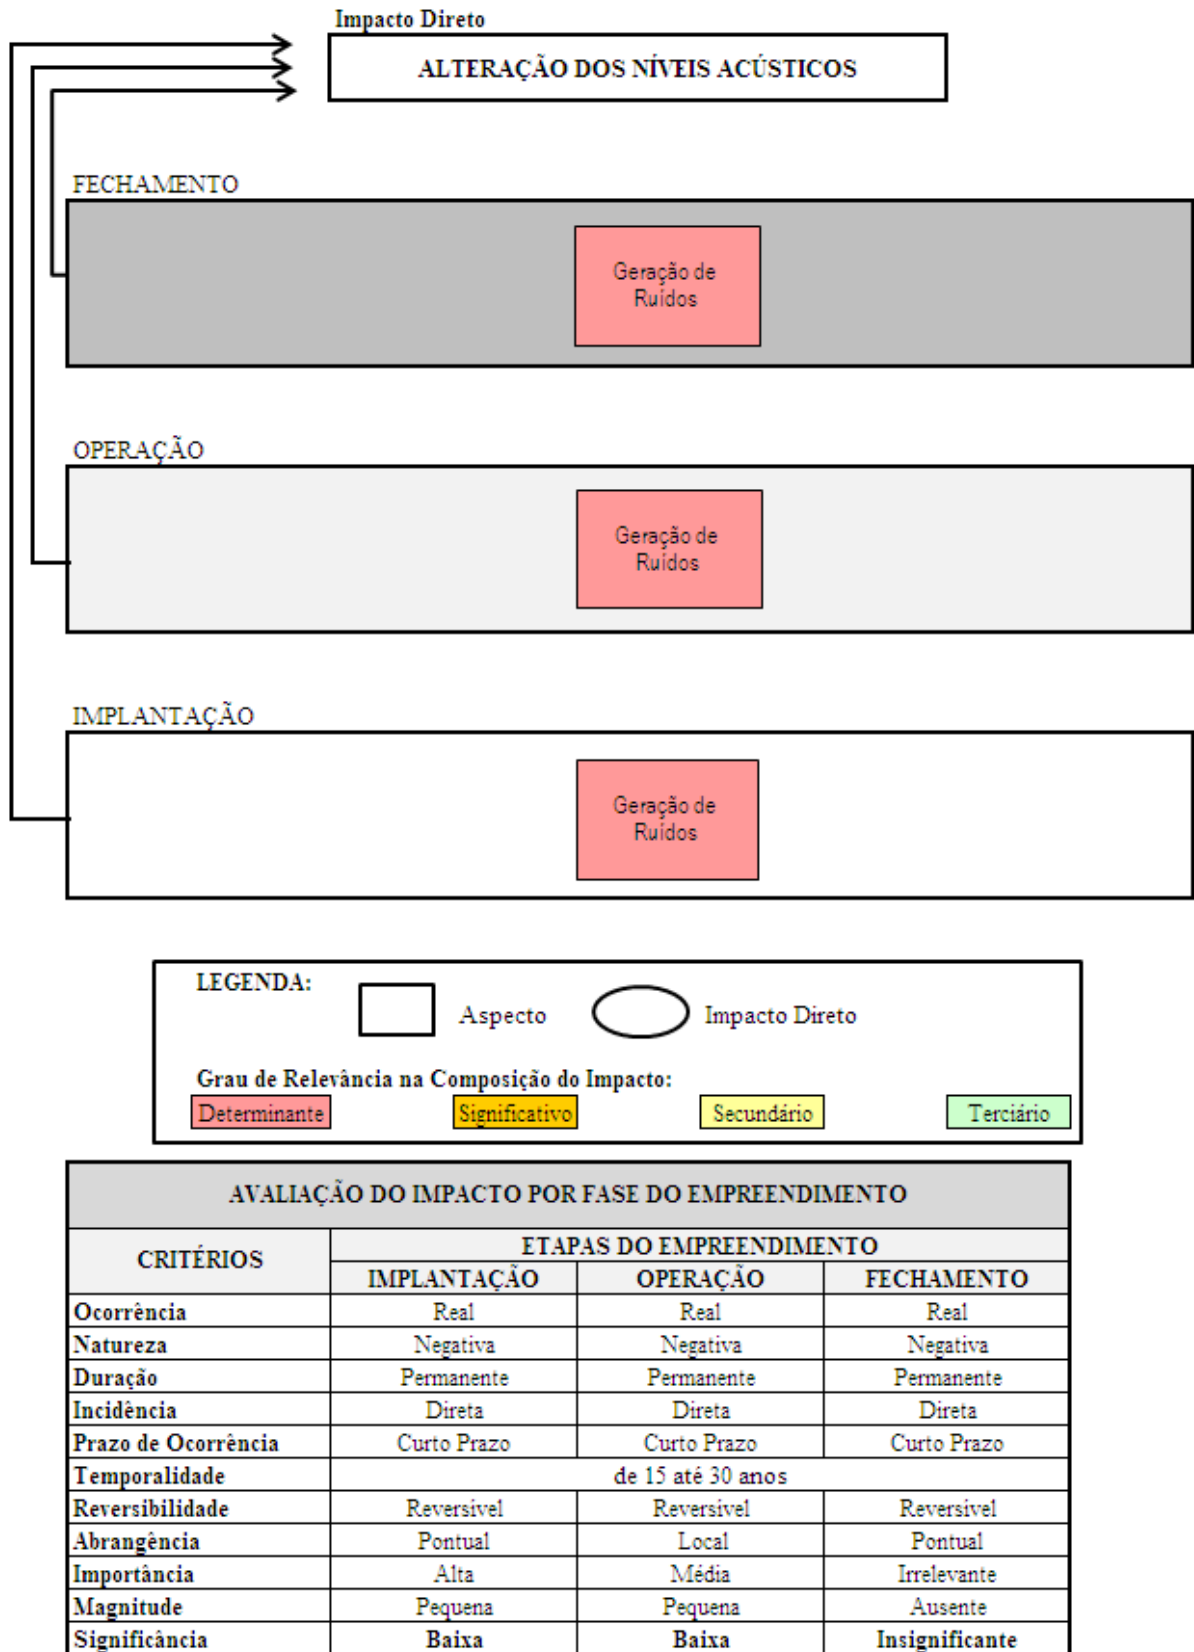 Impacto Direto
ALTERAÇÃO DOS NÍVEIS ACÚSTICOS
FECHAMENTO
Geração de
Ruídos
OPERAÇÃO
Geração de
Ruídos
IMPLANTAÇÃO
Geração de
Ruídos
LEGENDA:
Aspecto Impacto Direto
Grau de Relevância na Composição do Impacto:
Determinante Significativo Secundário Terciário
AVALIAÇÃO DO IMPACTO POR FASE DO EMPREENDIMENTO
CRITÉRIOS ETAPAS DO EMPREENDIMENTO
IMPLANTAÇÃO OPERAÇÃO FECHAMENTO
Ocorrência Real Real Real
Natureza Negativa Negativa Negativa
Duração Permanente Permanente Permanente
Incidência Direta Direta Direta
Prazo de Ocorrência Curto Prazo Curto Prazo Curto Prazo
Temporalidade de 15 até 30 anos
Reversibilidade Reversível Reversível Reversível
Abrangência Pontual Local Pontual
Importância Alta Média Irrelevante
Magnitude Pequena Pequena Ausente
Significância Baixa Baixa Insignificante